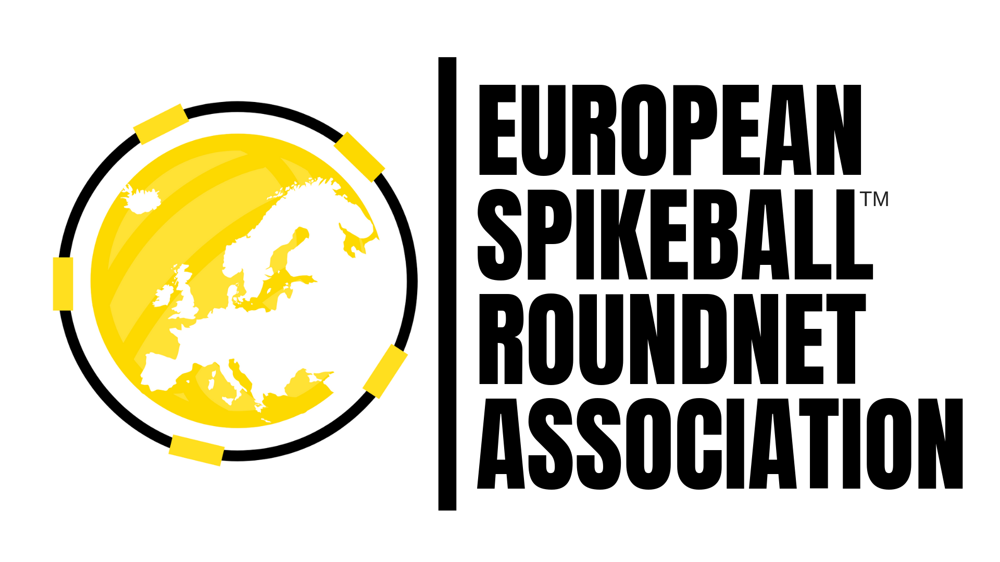 EUROPEAN
SPIKEBALL™
ROUNDNET
ASSOCIATION